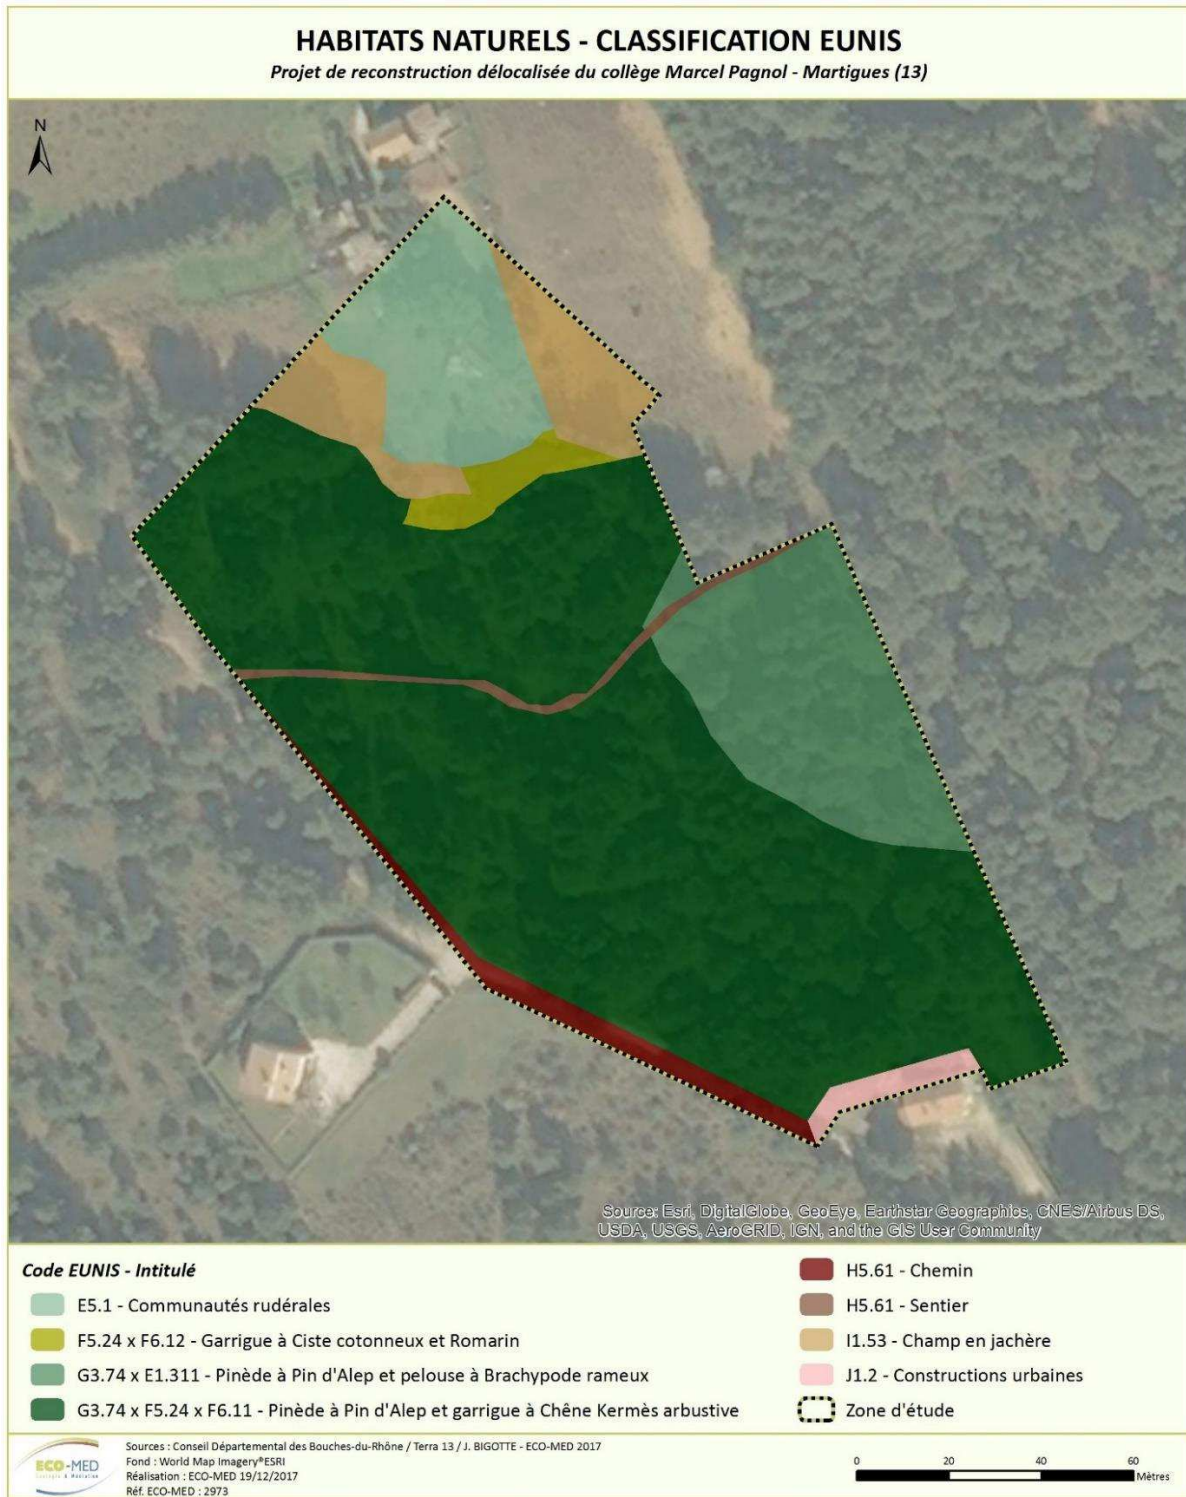 HABITATS NATURELS - CLASSIFICATION EUNIS
Projet de reconstruction délocalisée du collège Marcel Pagnol - Martigues (13)
N
Source: Esri, DigitalGlobe, GeoEye, Earthstar Geographics, CNES/Airbus DS,
USDA, USGS, AeroGRID, IGN, and the GIS User Community
Code EUNIS - Intitulé
E5.1 - Communautés rudérales
F5.24 x F6.12 - Garrigue à Ciste cotonneux et Romarin
G3.74 x E1.311 - Pinède à Pin d'Alep et pelouse à Brachypode rameux
G3.74 x F5.24 x F6.11 - Pinède à Pin d'Alep et garrigue à Chêne Kermès arbustive
H5.61 - Chemin
H5.61 - Sentier
I1.53 - Champ en jachère
J1.2 - Constructions urbaines
Zone d'étude
ECO-MED
Ecologie & Médiation
Sources : Conseil Départemental des Bouches-du-Rhône / Terra 13 / J. BIGOTTE - ECO-MED 2017
Fond : World Map Imagery®ESRI
Réalisation : ECO-MED 19/12/2017
Réf. ECO-MED : 2973
0 20 40 60
Mètres